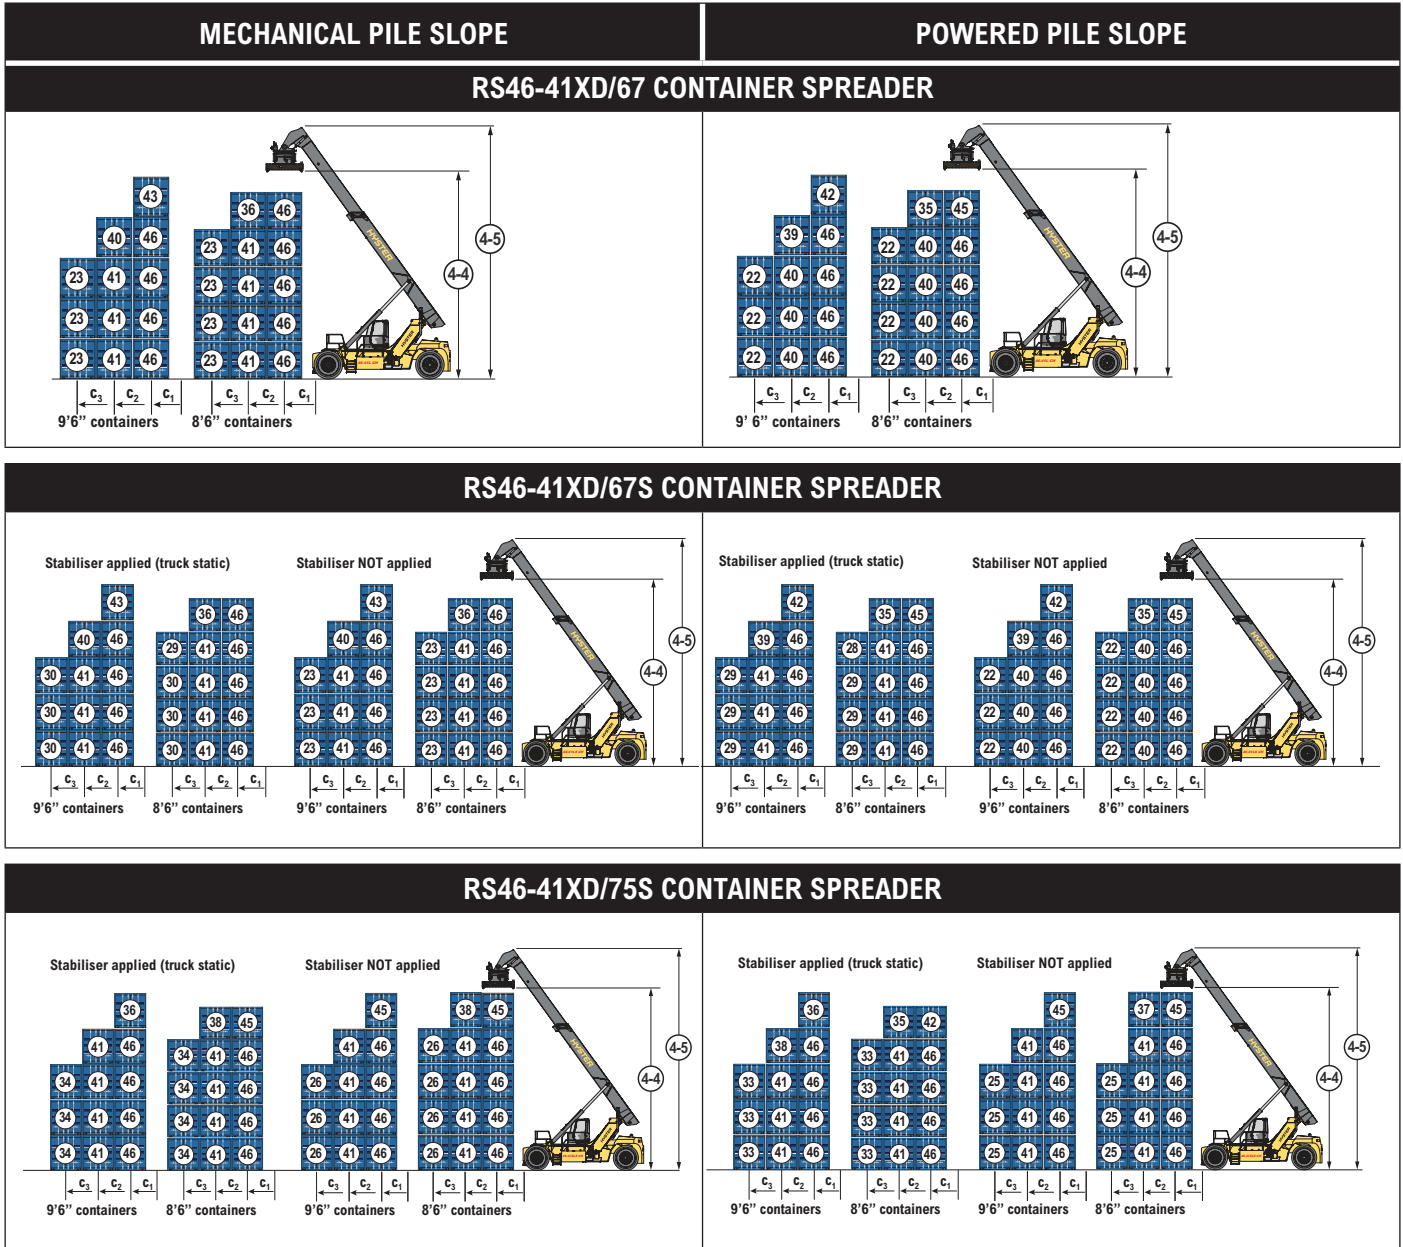 MECHANICAL PILE SLOPE
POWERED PILE SLOPE
RS46-41XD/67 CONTAINER SPREADER
43
40 46
23 41 46
23 41 46
23 41 46
c3 c2 c1
9'6” containers
36 46
23 41 46
23 41 46
23 41 46
23 41 46
c3 c2 c1
8'6” containers
HYSTER
4-4
4-5
42
39 46
22 40 46
22 40 46
22 40 46
c3 c2 c1
9' 6” containers
35 45
22 40 46
22 40 46
22 40 46
22 40 46
c3 c2 c1
8'6” containers
HYSTER
4-4
4-5
RS46-41XD/67S CONTAINER SPREADER
Stabiliser applied (truck static)
43
40 46
30 41 46
30 41 46
30 41 46
c3 c2 c1
9'6” containers
36 46
29 41 46
30 41 46
30 41 46
30 41 46
c3 c2 c1
8'6” containers
Stabiliser NOT applied
43
40 46
23 41 46
23 41 46
23 41 46
c3 c2 c1
9'6” containers
36 46
23 41 46
23 41 46
23 41 46
23 41 46
c3 c2 c1
8'6” containers
HYSTER
4-4
4-5
Stabiliser applied (truck static)
42
39 46
29 41 46
29 41 46
29 41 46
c3 c2 c1
9'6” containers
35 45
28 41 46
29 41 46
29 41 46
29 41 46
c3 c2 c1
8'6” containers
Stabiliser NOT applied
42
39 46
22 40 46
22 40 46
22 40 46
c3 c2 c1
9'6” containers
35 45
22 40 46
22 40 46
22 40 46
22 40 46
c3 c2 c1
8'6” containers
HYSTER
4-4
4-5
RS46-41XD/75S CONTAINER SPREADER
Stabiliser applied (truck static)
36
41 46
34 41 46
34 41 46
34 41 46
c3 c2 c1
9'6” containers
38 45
34 41 46
34 41 46
34 41 46
34 41 46
c3 c2 c1
8'6” containers
Stabiliser NOT applied
45
41 46
26 41 46
26 41 46
26 41 46
c3 c2 c1
9'6” containers
38 45
26 41 46
26 41 46
26 41 46
26 41 46
c3 c2 c1
8'6” containers
HYSTER
4-4
4-5
Stabiliser applied (truck static)
36
38 46
33 41 46
33 41 46
33 41 46
c3 c2 c1
9'6” containers
35 42
33 41 46
33 41 46
33 41 46
33 41 46
c3 c2 c1
8'6” containers
Stabiliser NOT applied
45
41 46
25 41 46
25 41 46
25 41 46
c3 c2 c1
9'6” containers
37 45
41 46
25 41 46
25 41 46
25 41 46
c3 c2 c1
8'6” containers
HYSTER
4-4
4-5